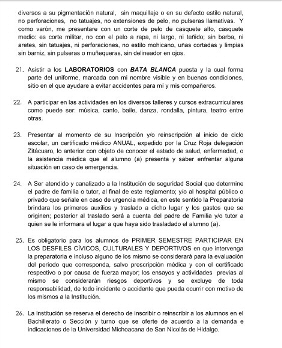 diversos a su pigmentación natural, sin maquillaje o en su defecto estilo natural,
no perforaciones, no tatuajes, no extensiones de pelo, no pulseras llamativas. Y
como varón, me presentare con un corte de pelo de casquete alto, casquete
medio; es corte militar, no con el pelo a rapa, ni largo, ni teñido, sin barba, ni
aretes, sin tatuajes, ni perforaciones, no estilo mohicano, uñas cortadas y limpias
sin barniz, sin pulseras o muñequeras, sin delineador en ojos.
21. Asistir a los LABORATORIOS con BATA BLANCA puesta y la cual forma
parte del uniforme, marcada con mi nombre visible y en buenas condiciones,
sitio en el que ayudare a evitar accidentes para mí y mis compañeros.
22. A participar en las actividades en los diversos talleres y cursos extracurriculares
como puede ser: música, canto, baile, danza, rondalla, pintura, teatro entre
otras.
23. Presentar al momento de su inscripción y/o reinscripción al inicio de ciclo
escolar, un certificado médico ANUAL, expedido por la Cruz Roja delegación
Zitácuaro, lo anterior con objeto de conocer el estado de salud, enfermedad, o
la asistencia médica que el alumno (a) presenta y saber enfrentar alguna
situación en caso de emergencia.
24. A Ser atendido y canalizado a la Institución de seguridad Social que determine
el padre de familia o tutor, al final de este reglamento; y/o al hospital público o
privado que señale en caso de urgencia médica, en este sentido la Preparatoria
brindara los primeros auxilios y traslado a dicho lugar y los gastos que se
originen; posterior al traslado será a cuenta del padre de Familia y/o tutor a
quien se le informara el lugar a que haya sido trasladado el alumno (a).
25. Es obligatorio para los alumnos de PRIMER SEMESTRE PARTICIPAR EN
LOS DESFILES CÍVICOS, CULTURALES Y DEPORTIVOS en que intervenga
la preparatoria e incluso alguno de los mismo se considerará para la evaluación
del periodo que corresponda, salvo prescripción médica y con el certificado
respectivo o por causa de fuerza mayor; los ensayos y actividades previas al
mismo se considerarán riesgos deportivos y se excluye de toda
responsabilidad, de todo incidente o accidente que pueda ocurrir con motivo de
los mismos a la Institución.
26. La Institución se reserva el derecho de inscribir o reinscribir a los alumnos en el
Bachillerato o Sección y turno que se oferte de acuerdo a la demanda e
indicaciones de la Universidad Michoacana de San Nicolás de Hidalgo.